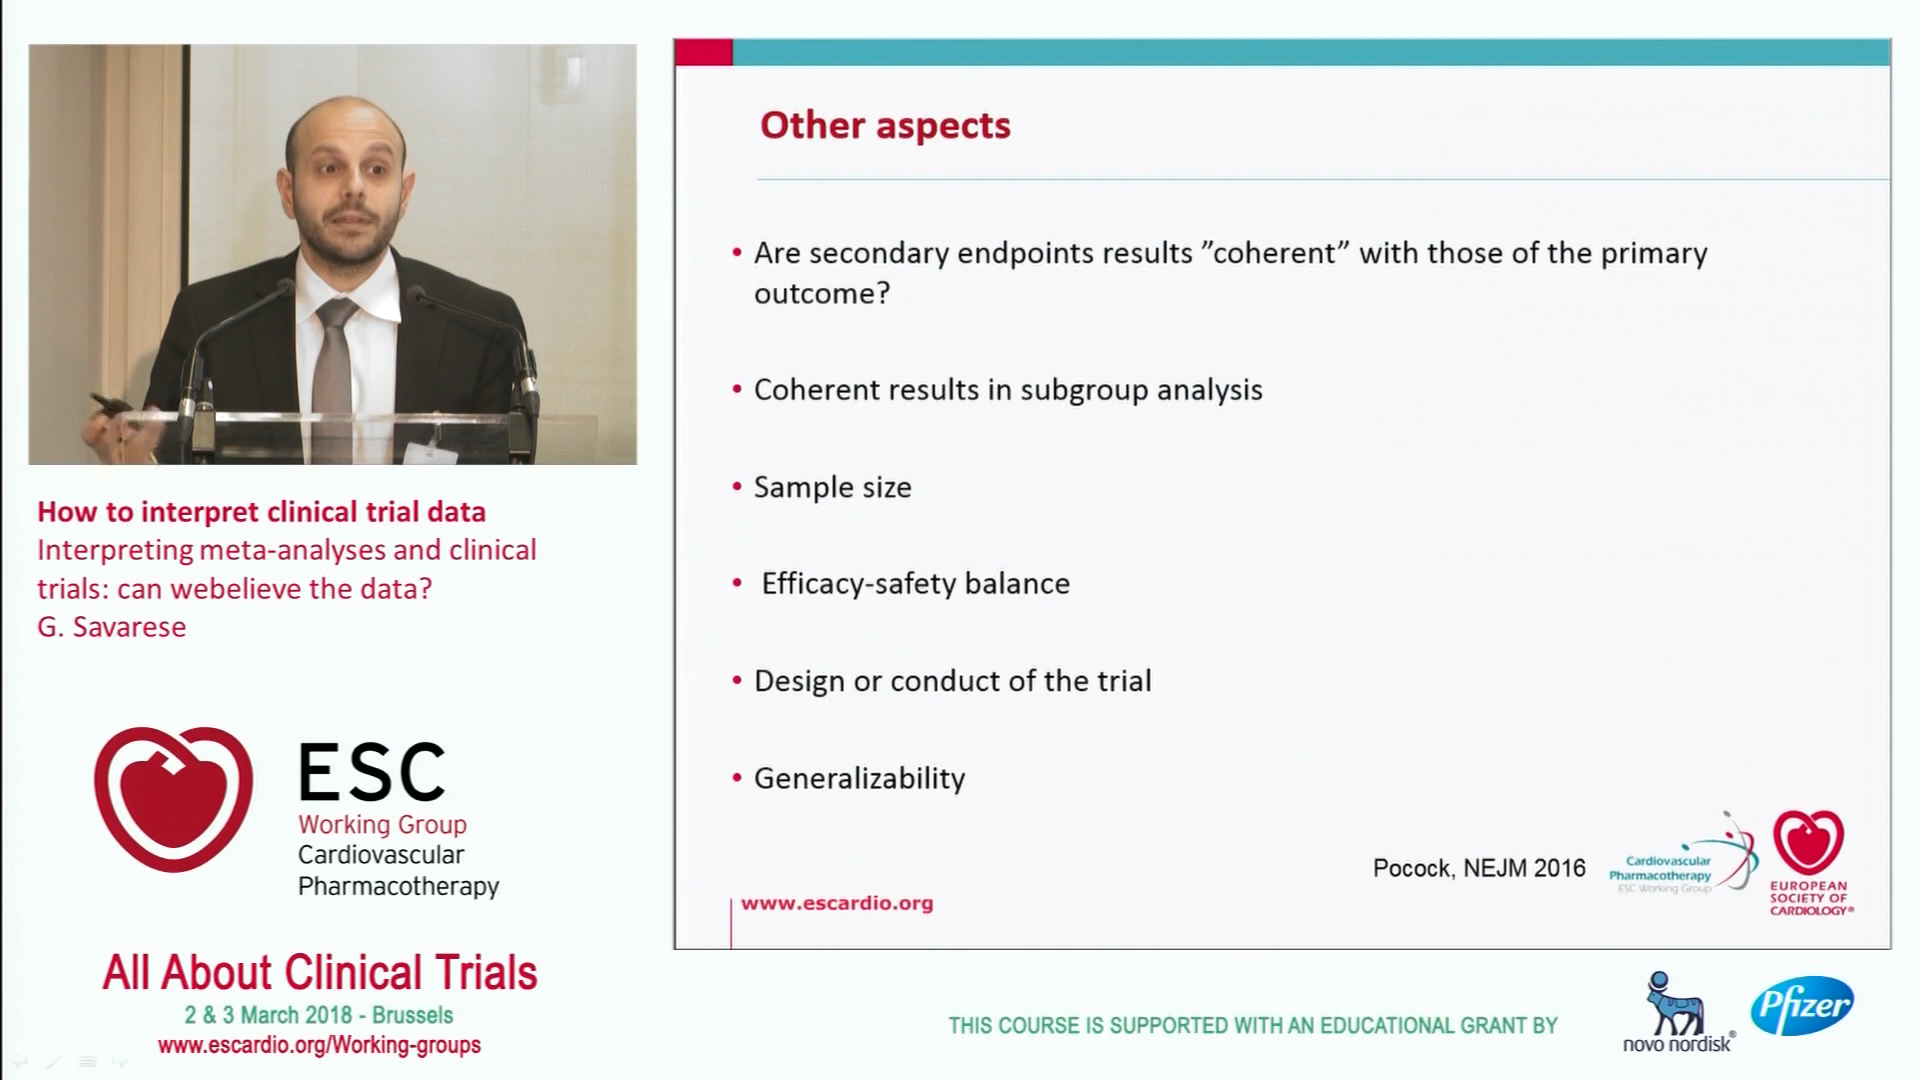 How to interpret clinical trial data
Interpreting meta-analyses and clinical
trials: can webelieve the data?
G. Savarese
ESC
Working Group
Cardiovascular
Pharmacotherapy
All About Clinical Trials
2 & 3 March 2018 - Brussels
www.escardio.org/Working-groups
Other aspects
• Are secondary endpoints results ”coherent” with those of the primary
outcome?
• Coherent results in subgroup analysis
• Sample size
• Efficacy-safety balance
• Design or conduct of the trial
• Generalizability
Pocock, NEJM 2016
Cardiovascular
Pharmacotherapy
ESC Working Group
EUROPEAN
SOCIETY OF
CARDIOLOGY®
www.escardio.org
THIS COURSE IS SUPPORTED WITH AN EDUCATIONAL GRANT BY
novo nordisk®
Pfizer